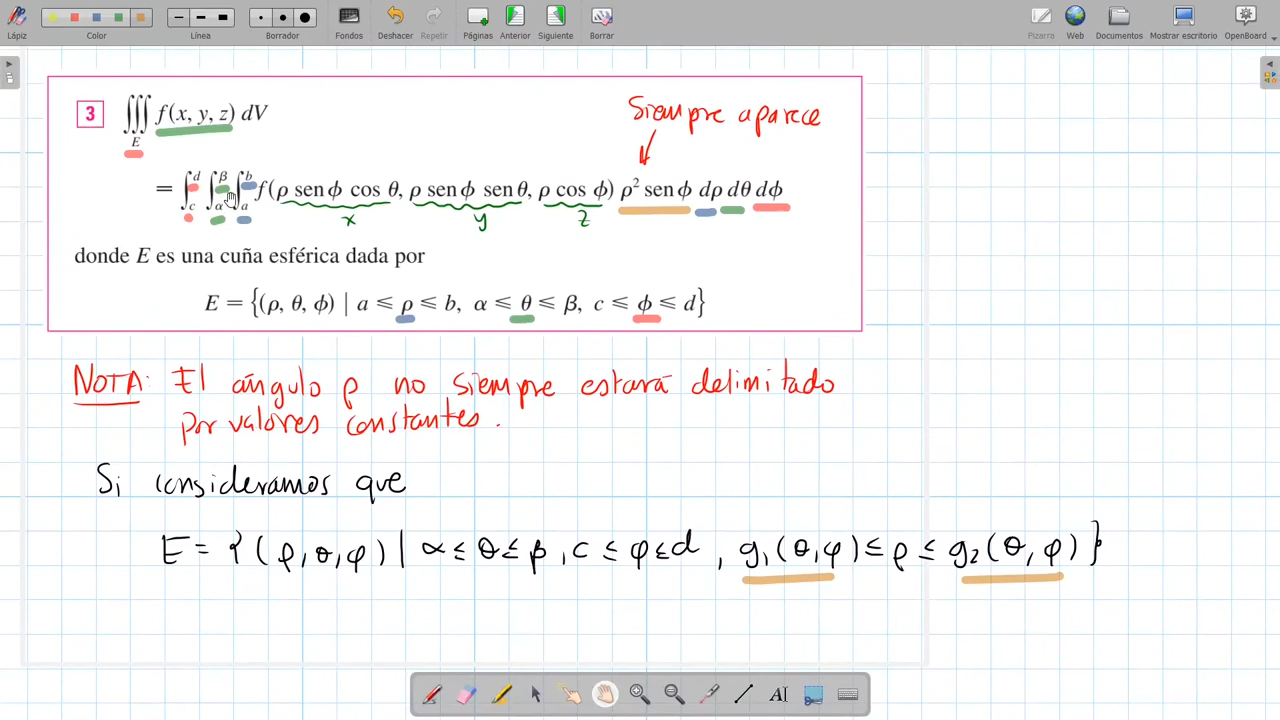 Lápiz Color Línea Borrador Fondos Deshacer Repetir Páginas Anterior Siguiente Borrar Pizarra Web Documentos Mostrar escritorio OpenBoard
3 ∭_E f(x, y, z) dV
Siempre aparece
= ∫_c^d ∫_α^β ∫_a^b f(ρ sen ϕ cos θ, ρ sen ϕ sen θ, ρ cos ϕ) ρ² sen ϕ dρ dθ dϕ
x y z
donde E es una cuña esférica dada por
E = {(ρ, θ, ϕ) | a ⩽ ρ ⩽ b, α ⩽ θ ⩽ β, c ⩽ ϕ ⩽ d}
NOTA: El ángulo ρ no siempre estará delimitado
por valores constantes.
Si consideramos que
E = {(ρ, θ, φ) | α ≤ θ ≤ β, c ≤ φ ≤ d, g₁(θ, φ) ≤ ρ ≤ g₂(θ, φ)}
AI